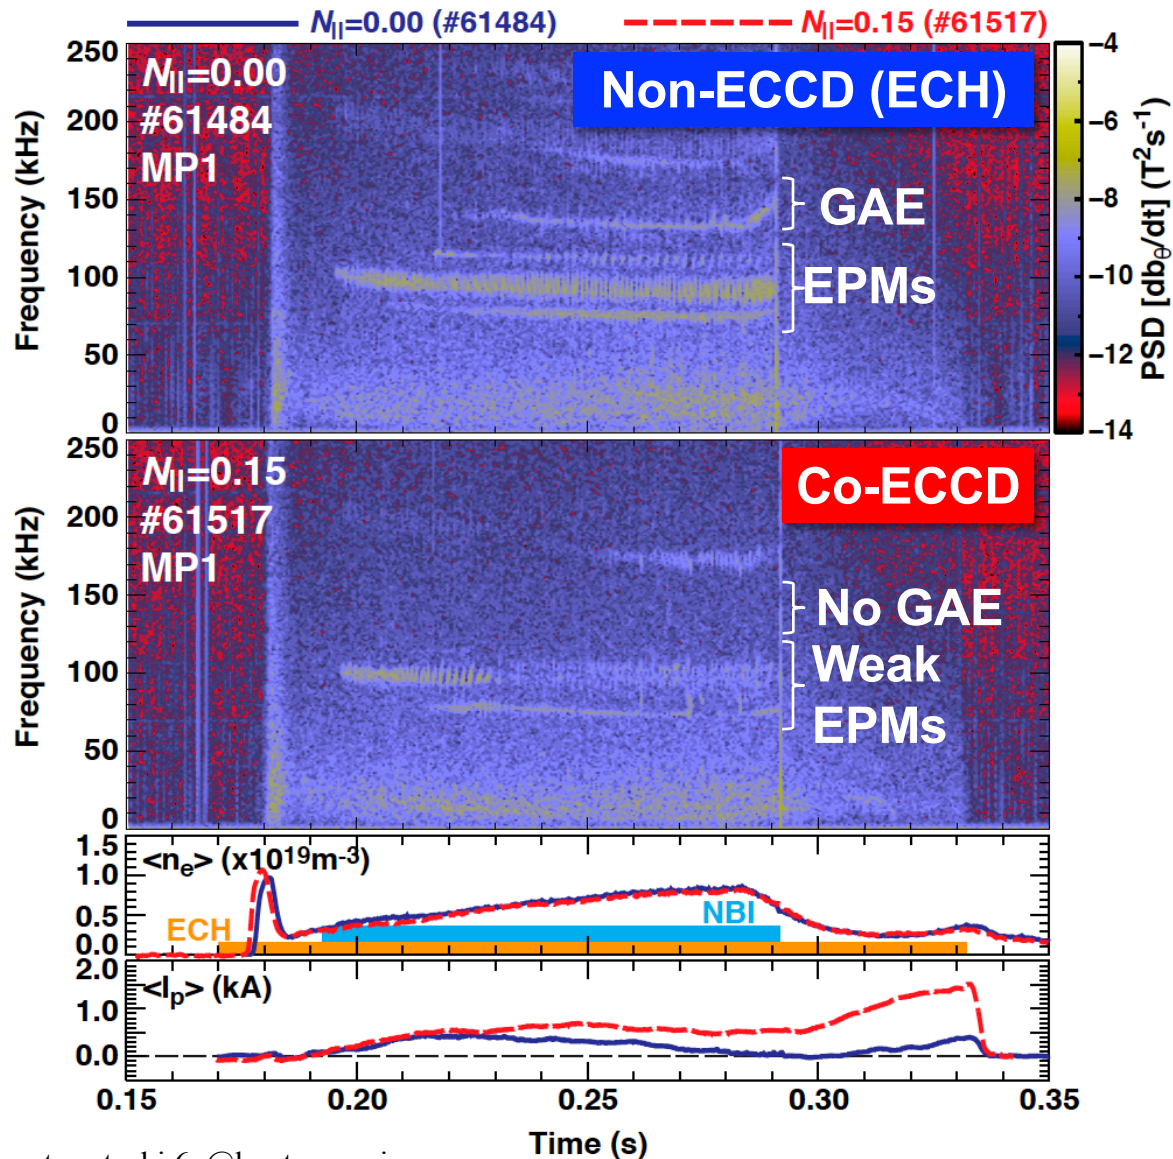 N||=0.00 (#61484) N||=0.15 (#61517)
N||=0.00
#61484
MP1
Non-ECCD (ECH)
GAE
EPMs
250
200
150
100
50
0
Frequency (kHz)
-4
-6
-8
-10
-12
-14
PSD [dbθ/dt] (T²s⁻¹)
N||=0.15
#61517
MP1
Co-ECCD
No GAE
Weak
EPMs
250
200
150
100
50
0
Frequency (kHz)
<ne> (x10¹⁹m⁻³)
1.5
1.0
0.5
0.0
ECH
NBI
<Ip> (kA)
2.0
1.0
0.0
0.15 0.20 0.25 0.30 0.35
Time (s)